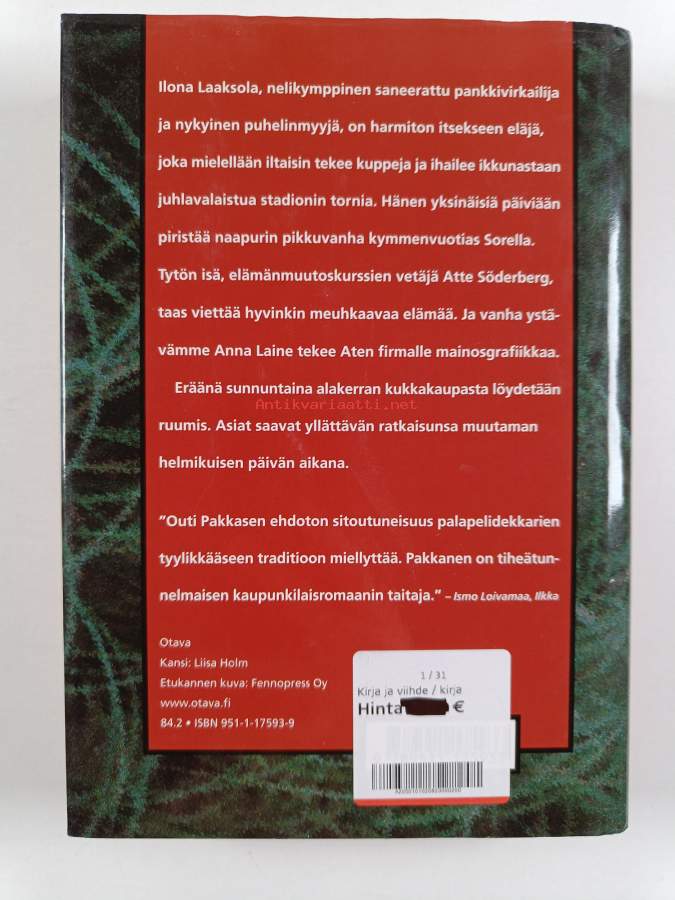 Ilona Laaksola, nelikymppinen saneerattu pankkivirkailija
ja nykyinen puhelinmyyjä, on harmiton itsekseen eläjä,
joka mielellään iltaisin tekee kuppeja ja ihailee ikkunastaan
juhlavalaistua stadionin tornia. Hänen yksinäisiä päiviään
piristää naapurin pikkuvanha kymmenvuotias Sorella.
Tytön isä, elämänmuutoskurssien vetäjä Atte Söderberg,
taas viettää hyvinkin meuhkaavaa elämää. Ja vanha ystä-
vämme Anna Laine tekee Aten firmalle mainosgrafiikkaa.
Eräänä sunnuntaina alakerran kukkakaupasta löydetään
Antikvariaatti.net
ruumis. Asiat saavat yllättävän ratkaisunsa muutaman
helmikuisen päivän aikana.
”Outi Pakkasen ehdoton sitoutuneisuus palapelidekkarien
tyylikkääseen traditioon miellyttää. Pakkanen on tiheätun-
nelmaisen kaupunkilaisromaanin taitaja.” – Ismo Loivamaa, Ilkka
Otava
Kansi: Liisa Holm
Etukannen kuva: Fennopress Oy
www.otava.fi
84.2 • ISBN 951-1-17593-9
1 / 31
Kirja ja viihde / kirja
Hinta €